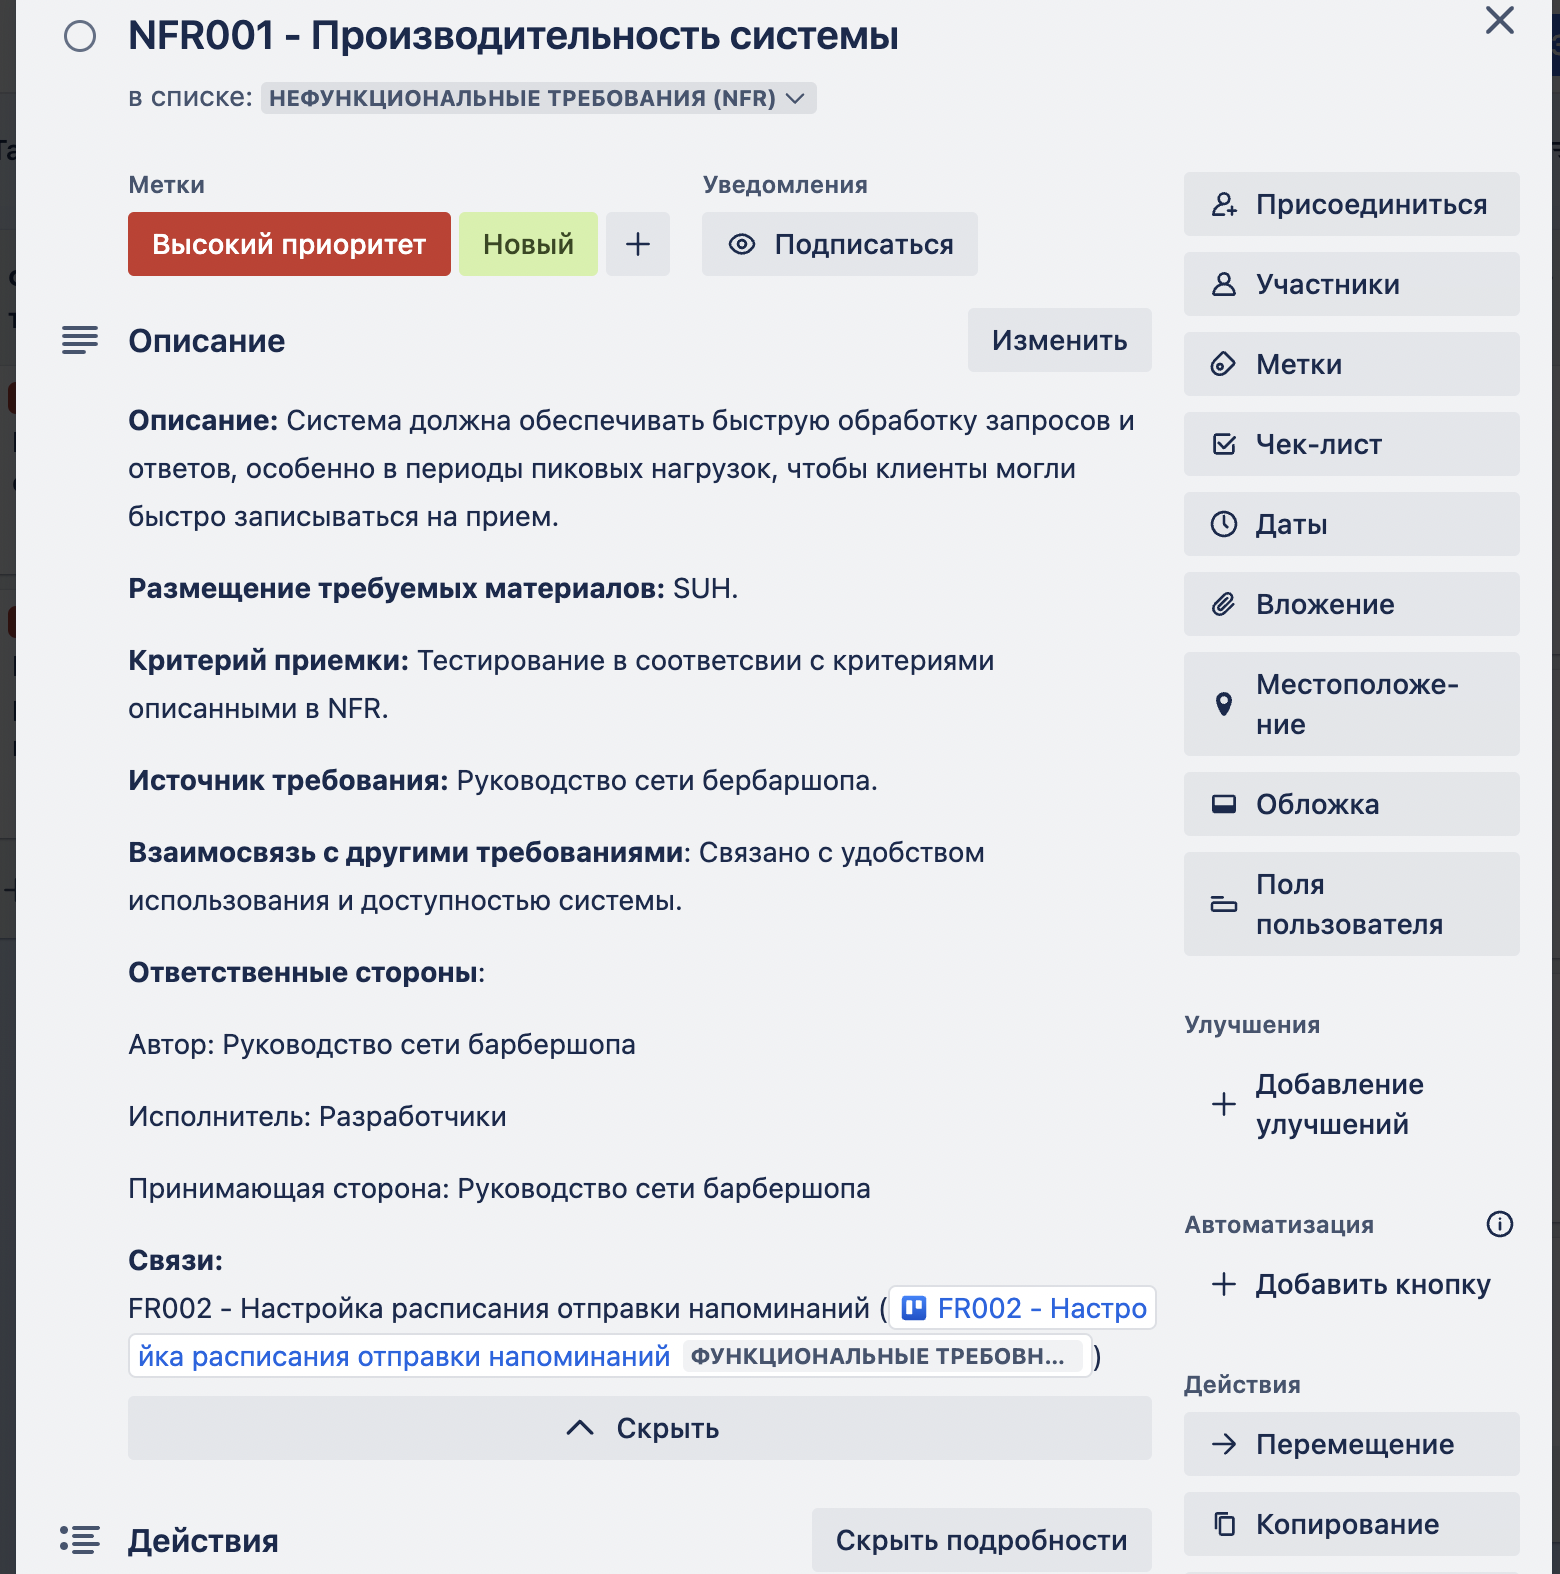 NFR001 - Производительность системы
в списке: НЕФУНКЦИОНАЛЬНЫЕ ТРЕБОВАНИЯ (NFR)
Метки
Высокий приоритет Новый
Уведомления
Подписаться
Описание
Изменить
Описание: Система должна обеспечивать быструю обработку запросов и
ответов, особенно в периоды пиковых нагрузок, чтобы клиенты могли
быстро записываться на прием.
Размещение требуемых материалов: SUH.
Критерий приемки: Тестирование в соответсвии с критериями
описанными в NFR.
Источник требования: Руководство сети бербаршопа.
Взаимосвязь с другими требованиями: Связано с удобством
использования и доступностью системы.
Ответственные стороны:
Автор: Руководство сети барбершопа
Исполнитель: Разработчики
Принимающая сторона: Руководство сети барбершопа
Связи:
FR002 - Настройка расписания отправки напоминаний ( FR002 - Настро
йка расписания отправки напоминаний ФУНКЦИОНАЛЬНЫЕ ТРЕБОВН... )
Скрыть
Действия
Скрыть подробности
Присоединиться
Участники
Метки
Чек-лист
Даты
Вложение
Местоположе-
ние
Обложка
Поля
пользователя
Улучшения
Добавление
улучшений
Автоматизация
Добавить кнопку
Действия
Перемещение
Копирование